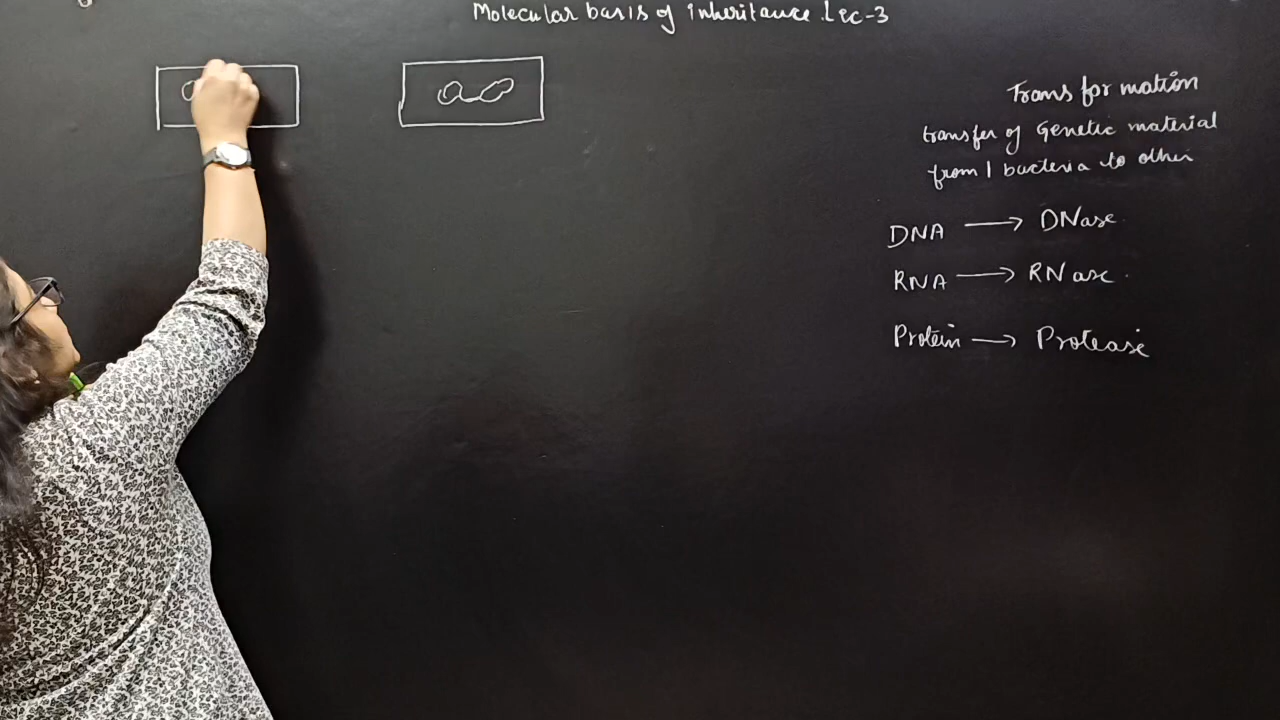 Molecular basis of inheritance. Lec-3
Transformation
transfer of Genetic material
from 1 bacteria to other
DNA → DNase.
RNA → RNase.
Protein → Protease